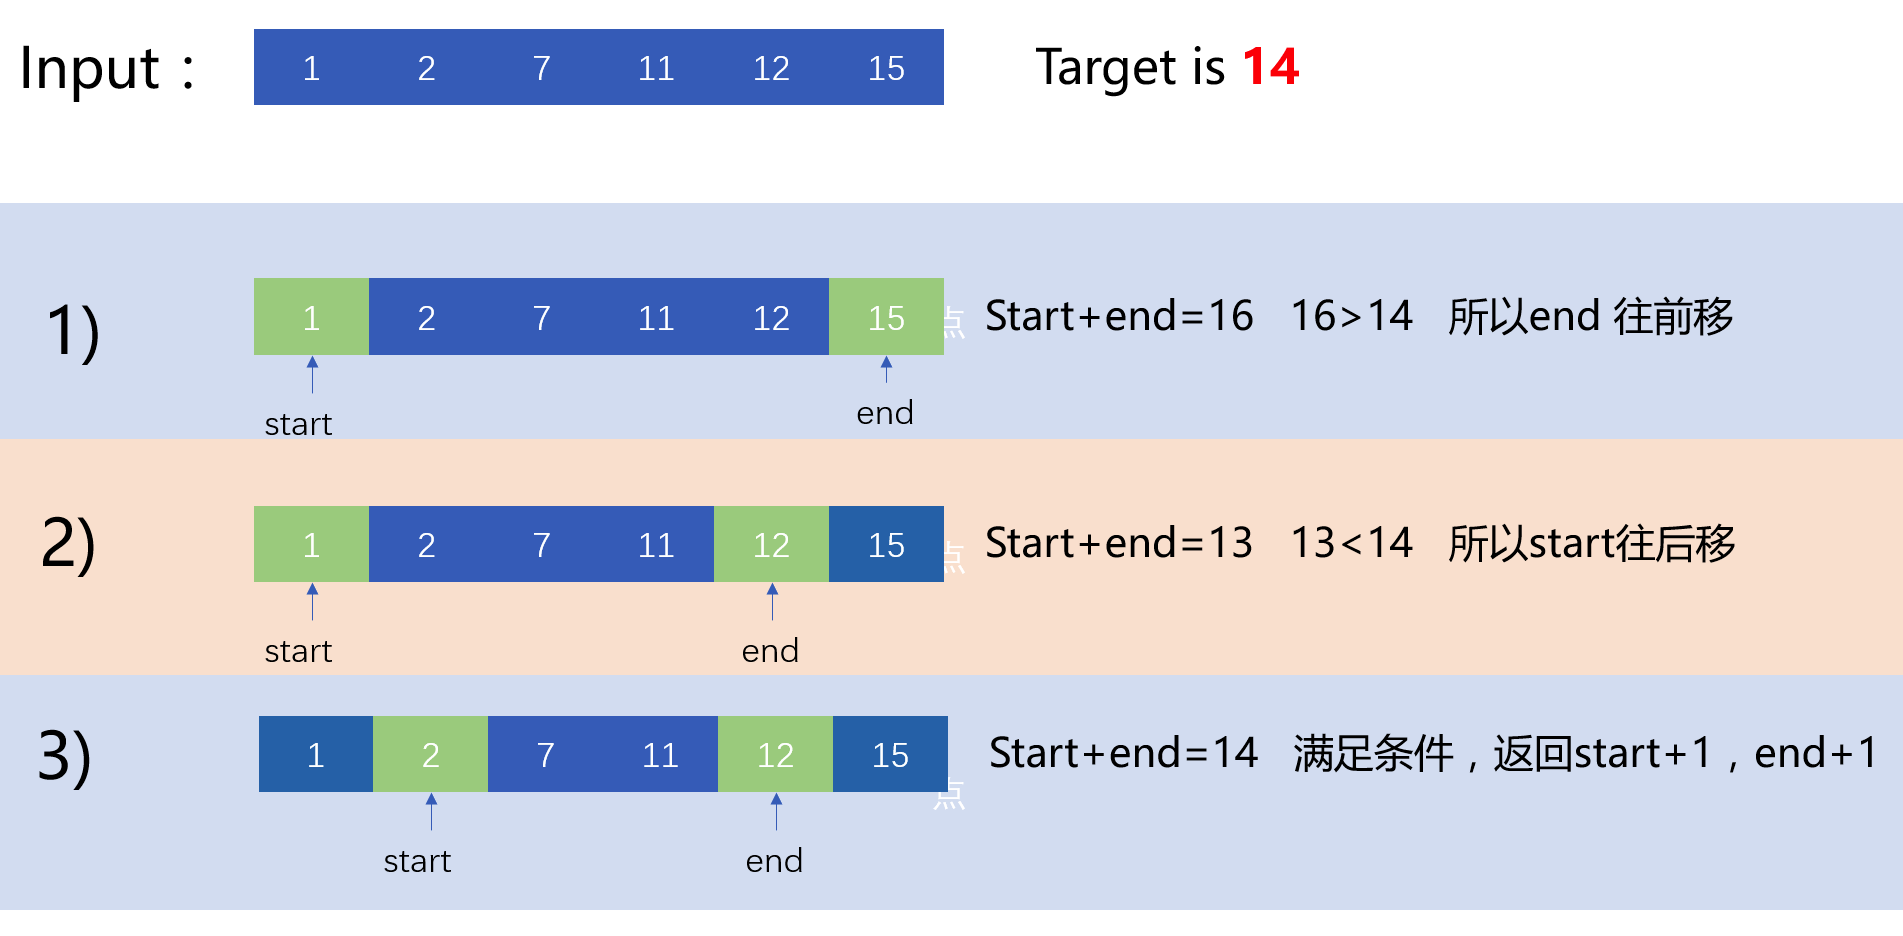 Input： 1 2 7 11 12 15 Target is 14
1) 1 2 7 11 12 15 点 Start+end=16 16>14 所以end 往前移
start end
2) 1 2 7 11 12 15 点 Start+end=13 13<14 所以start往后移
start end
3) 1 2 7 11 12 15 点 Start+end=14 满足条件，返回start+1，end+1
start end